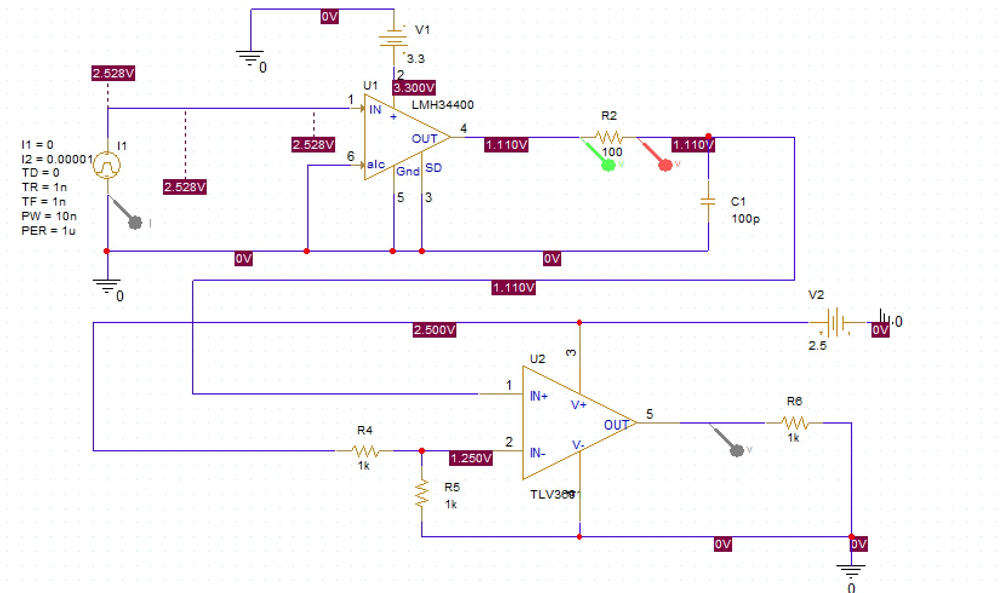 0V
V1
0
3.3
2.528V
2
U1
3.300V
1
LMH34400
IN
+
R2
4
OUT
1.110V
1.110V
100
I1
I1 = 0
I2 = 0.00001
TD = 0
TR = 1n
TF = 1n
PW = 10n
PER = 1u
2.528V
2.528V
6
alc
Gnd
SD
V
V
5
3
C1
100p
I
0V
0V
0
1.110V
V2
2.500V
0V
0
2.5
3
U2
1
IN+
V+
R6
5
OUT
1k
R4
2
V-
V
IN-
1.250V
1k
R5
1k
0V
0V
0